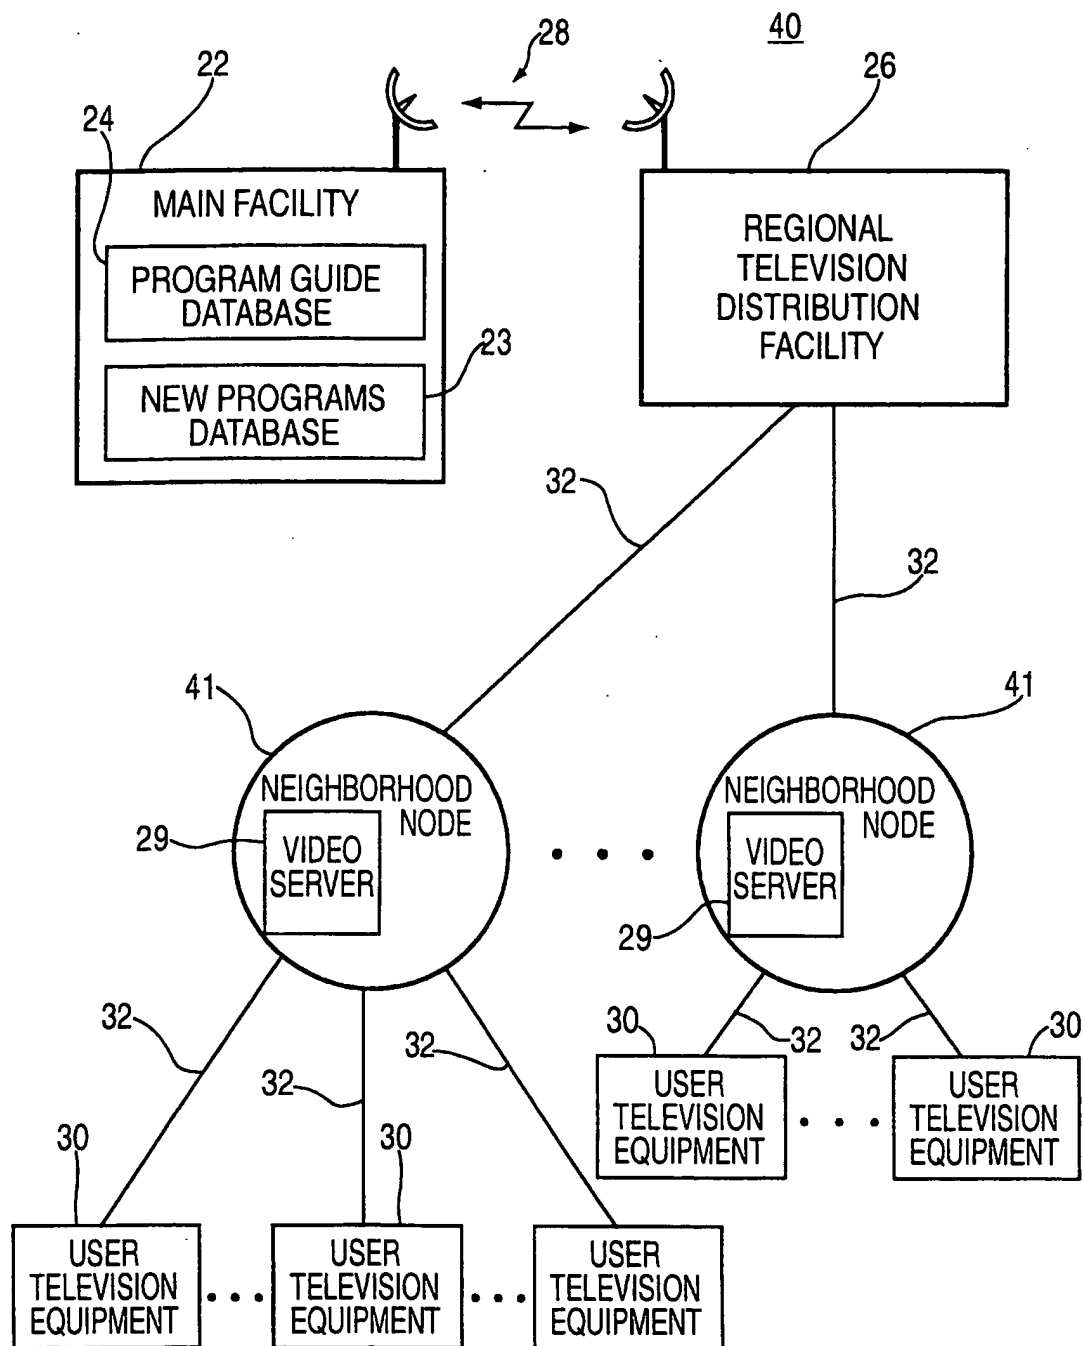 40
28
22
26
24
MAIN FACILITY
PROGRAM GUIDE
DATABASE
23
NEW PROGRAMS
DATABASE
REGIONAL
TELEVISION
DISTRIBUTION
FACILITY
32
32
41
41
NEIGHBORHOOD
NODE
29
VIDEO
SERVER
NEIGHBORHOOD
NODE
VIDEO
SERVER
29
32
32
32
32
32
30
30
USER
TELEVISION
EQUIPMENT
USER
TELEVISION
EQUIPMENT
30
30
USER
TELEVISION
EQUIPMENT
USER
TELEVISION
EQUIPMENT
USER
TELEVISION
EQUIPMENT